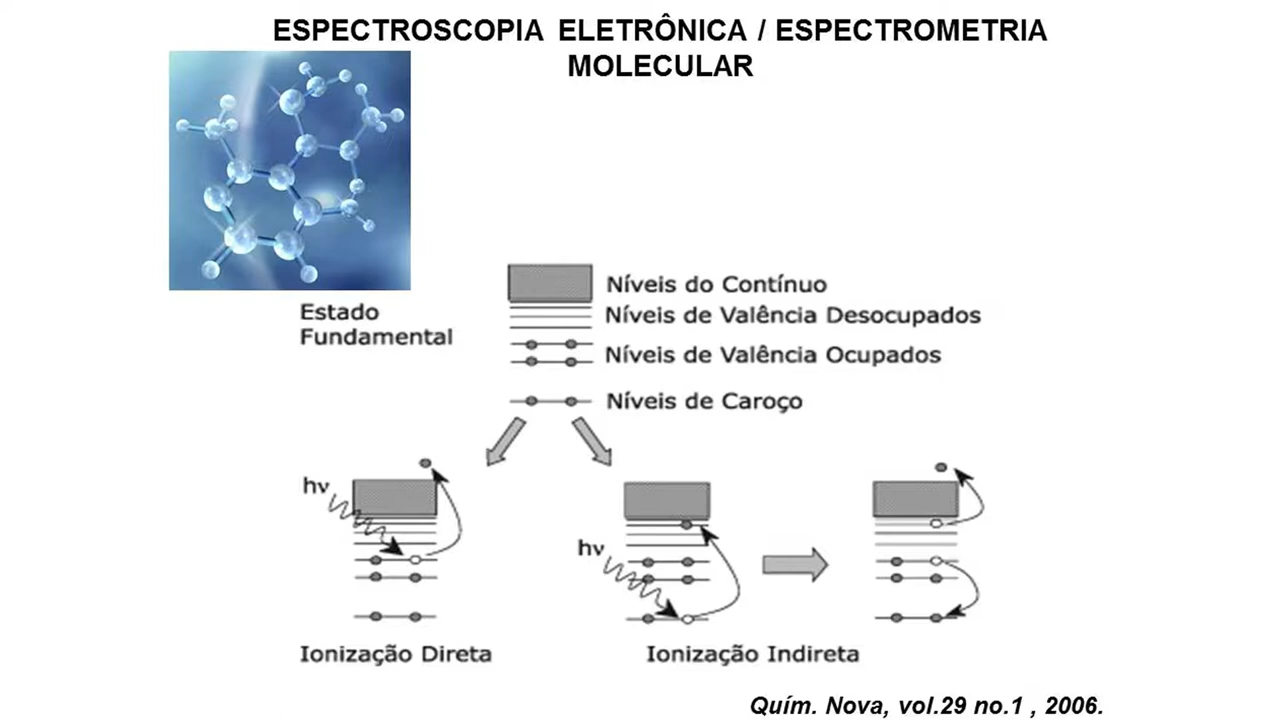 ESPECTROSCOPIA ELETRÔNICA / ESPECTROMETRIA
MOLECULAR
Níveis do Contínuo
Estado
Fundamental
Níveis de Valência Desocupados
Níveis de Valência Ocupados
Níveis de Caroço
hν
hν
Ionização Direta
Ionização Indireta
Quím. Nova, vol.29 no.1 , 2006.